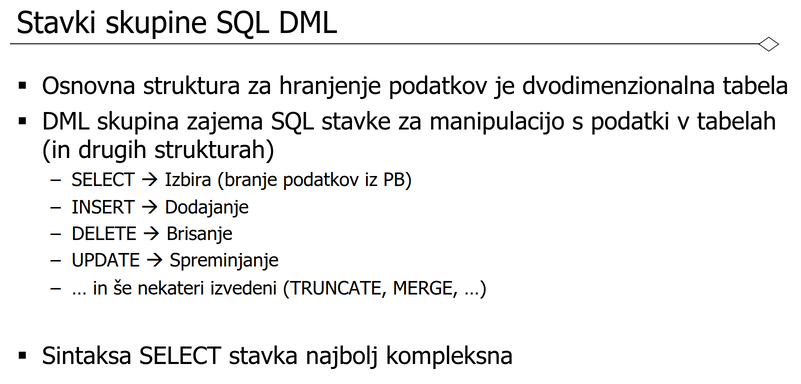 Stavki skupine SQL DML
▪ Osnovna struktura za hranjenje podatkov je dvodimenzionalna tabela
▪ DML skupina zajema SQL stavke za manipulacijo s podatki v tabelah
(in drugih strukturah)
– SELECT → Izbira (branje podatkov iz PB)
– INSERT → Dodajanje
– DELETE → Brisanje
– UPDATE → Spreminjanje
– … in še nekateri izvedeni (TRUNCATE, MERGE, …)
▪ Sintaksa SELECT stavka najbolj kompleksna